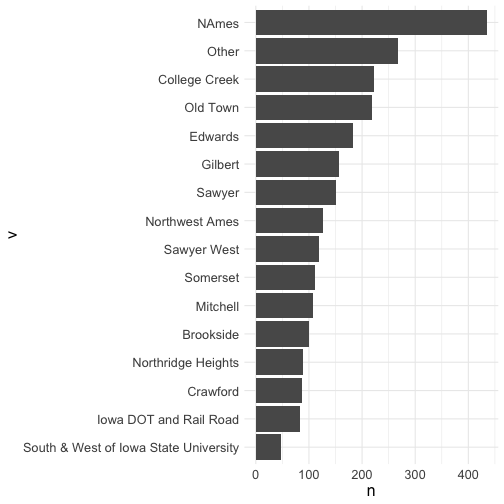 NAmes
Other
College Creek
Old Town
Edwards
Gilbert
Sawyer
Northwest Ames
Sawyer West
Somerset
Mitchell
Brookside
Northridge Heights
Crawford
Iowa DOT and Rail Road
South & West of Iowa State University
v
0 100 200 300 400
n